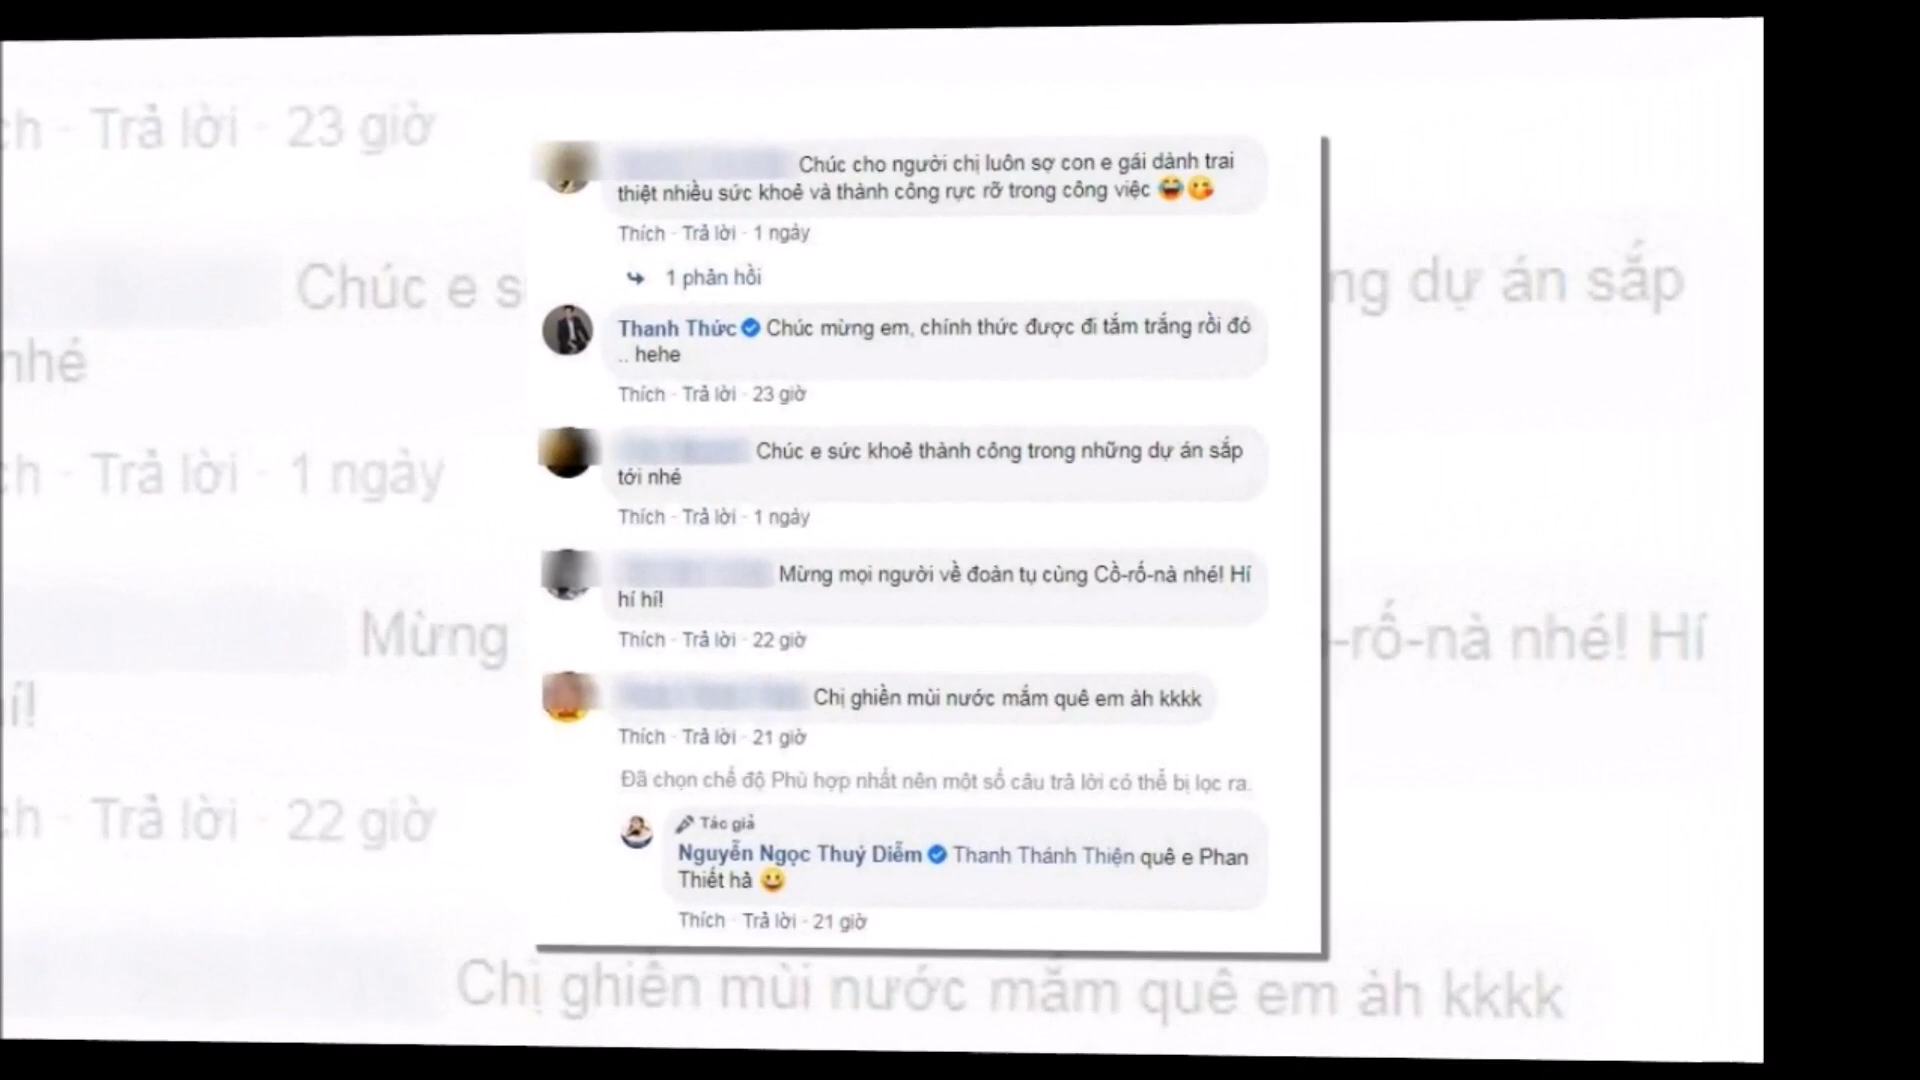 Chúc cho người chị luôn sợ con e gái dành trai
thiệt nhiều sức khoẻ và thành công rực rỡ trong công việc 😂😋
Thích · Trả lời · 1 ngày
1 phản hồi
Thanh Thức Chúc mừng em, chính thức được đi tắm trắng rồi đó
.. hehe
Thích · Trả lời · 23 giờ
Chúc e sức khoẻ thành công trong những dự án sắp
tới nhé
Thích · Trả lời · 1 ngày
Mừng mọi người về đoàn tụ cùng Cồ-rố-nà nhé! Hí
hí hí!
Thích · Trả lời · 22 giờ
Chị ghiền mùi nước mắm quê em àh kkkk
Thích · Trả lời · 21 giờ
Đã chọn chế độ Phù hợp nhất nên một số câu trả lời có thể bị lọc ra.
Tác giả
Nguyễn Ngọc Thuý Diễm Thanh Thánh Thiện quê e Phan
Thiết hả 😀
Thích · Trả lời · 21 giờ
ch · Trả lời · 23 giờ
Chúc e s
ng dự án sắp
nhé
ch · Trả lời · 1 ngày
Mừng
-rố-nà nhé! Hí
í!
ch · Trả lời · 22 giờ
Chị ghiền mùi nước mắm quê em àh kkkk